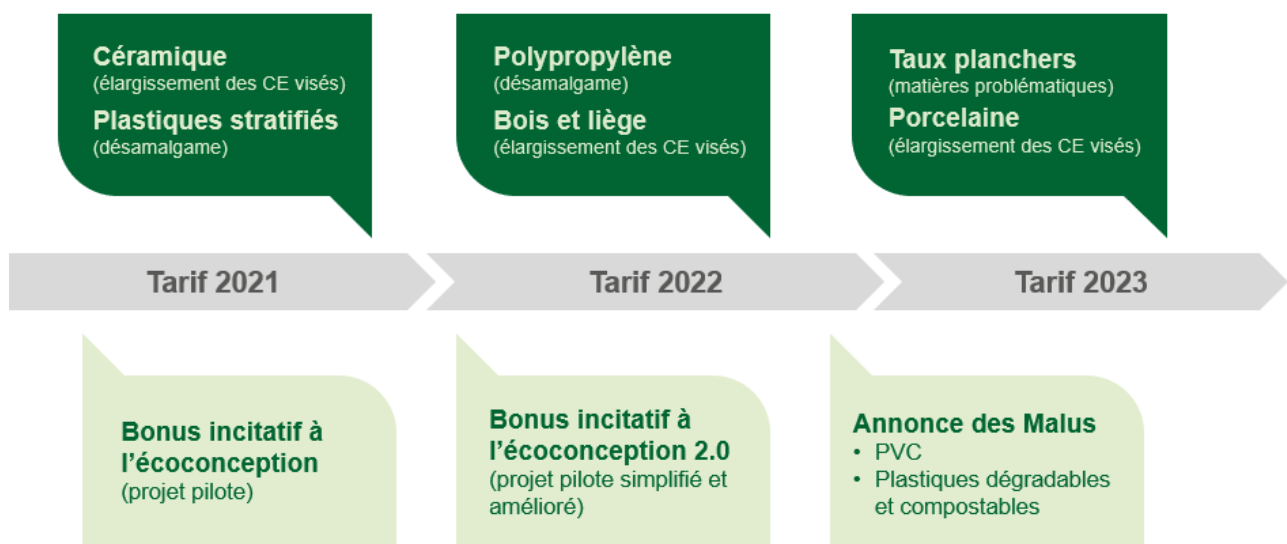 Céramique
(élargissement des CE visés)
Plastiques stratifiés
(désamalgame)
Polypropylène
(désamalgame)
Bois et liège
(élargissement des CE visés)
Taux planchers
(matières problématiques)
Porcelaine
(élargissement des CE visés)
Tarif 2021
Tarif 2022
Tarif 2023
Bonus incitatif à
l'écoconception
(projet pilote)
Bonus incitatif à
l'écoconception 2.0
(projet pilote simplifié et
amélioré)
Annonce des Malus
• PVC
• Plastiques dégradables
et compostables